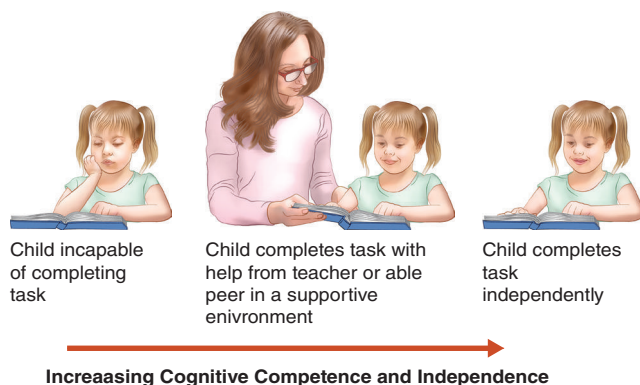 Child incapable
of completing
task
Child completes task with
help from teacher or able
peer in a supportive
enivronment
Child completes
task
independently
Increaasing Cognitive Competence and Independence